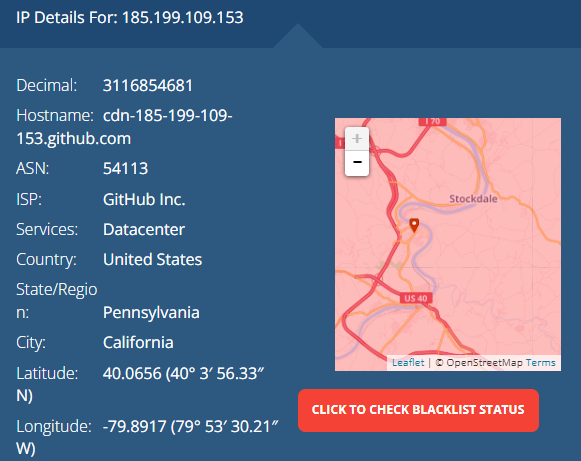 IP Details For: 185.199.109.153
Decimal: 3116854681
Hostname: cdn-185-199-109-
153.github.com
ASN: 54113
ISP: GitHub Inc.
Services: Datacenter
Country: United States
State/Regio
n: Pennsylvania
City: California
Latitude: 40.0656 (40° 3′ 56.33″
N)
Longitude: -79.8917 (79° 53′ 30.21″
W)
I 70
+
-
Stockdale
US 40
Leaflet | © OpenStreetMap Terms
CLICK TO CHECK BLACKLIST STATUS